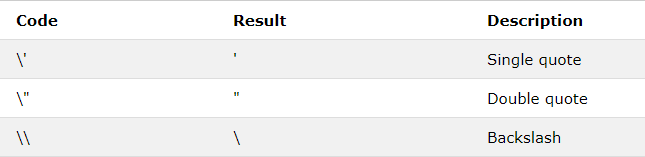 Code Result Description
\' ' Single quote
\" " Double quote
\\ \ Backslash